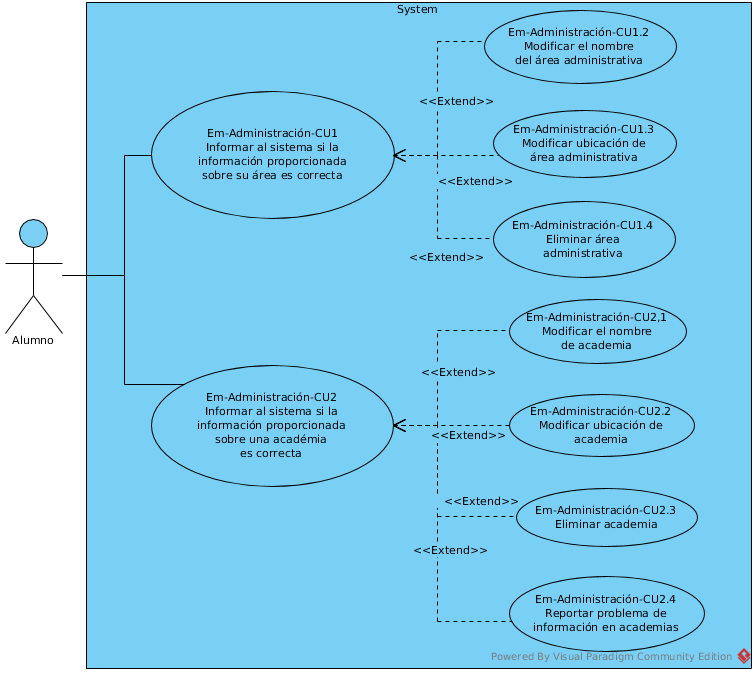 System
Em-Administración-CU1.2
Modificar el nombre
del área administrativa
<<Extend>>
Em-Administración-CU1
Informar al sistema si la
información proporcionada
sobre su área es correcta
Em-Administración-CU1.3
Modificar ubicación de
área administrativa
<<Extend>>
Em-Administración-CU1.4
Eliminar área
administrativa
<<Extend>>
Alumno
Em-Administración-CU2,1
Modificar el nombre
de academia
<<Extend>>
Em-Administración-CU2
Informar al sistema si la
información proporcionada
sobre una académia
es correcta
Em-Administración-CU2.2
Modificar ubicación de
academia
<<Extend>>
<<Extend>>
Em-Administración-CU2.3
Eliminar academia
<<Extend>>
Em-Administración-CU2.4
Reportar problema de
información en academias
Powered By Visual Paradigm Community Edition